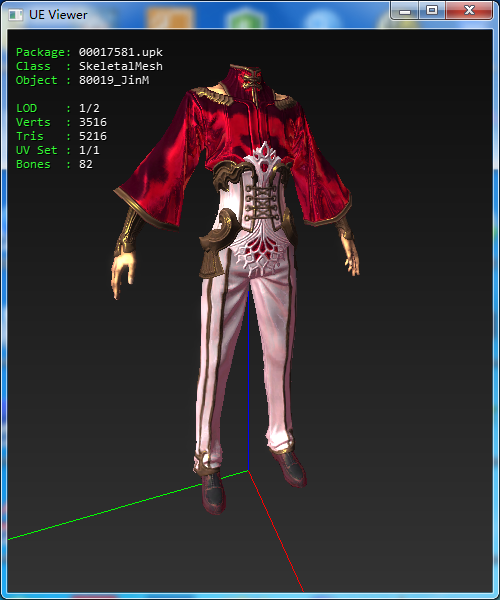 UE Viewer
Package: 00017581.upk
Class : SkeletalMesh
Object : 80019_JinM
LOD : 1/2
Verts : 3516
Tris : 5216
UV Set : 1/1
Bones : 82